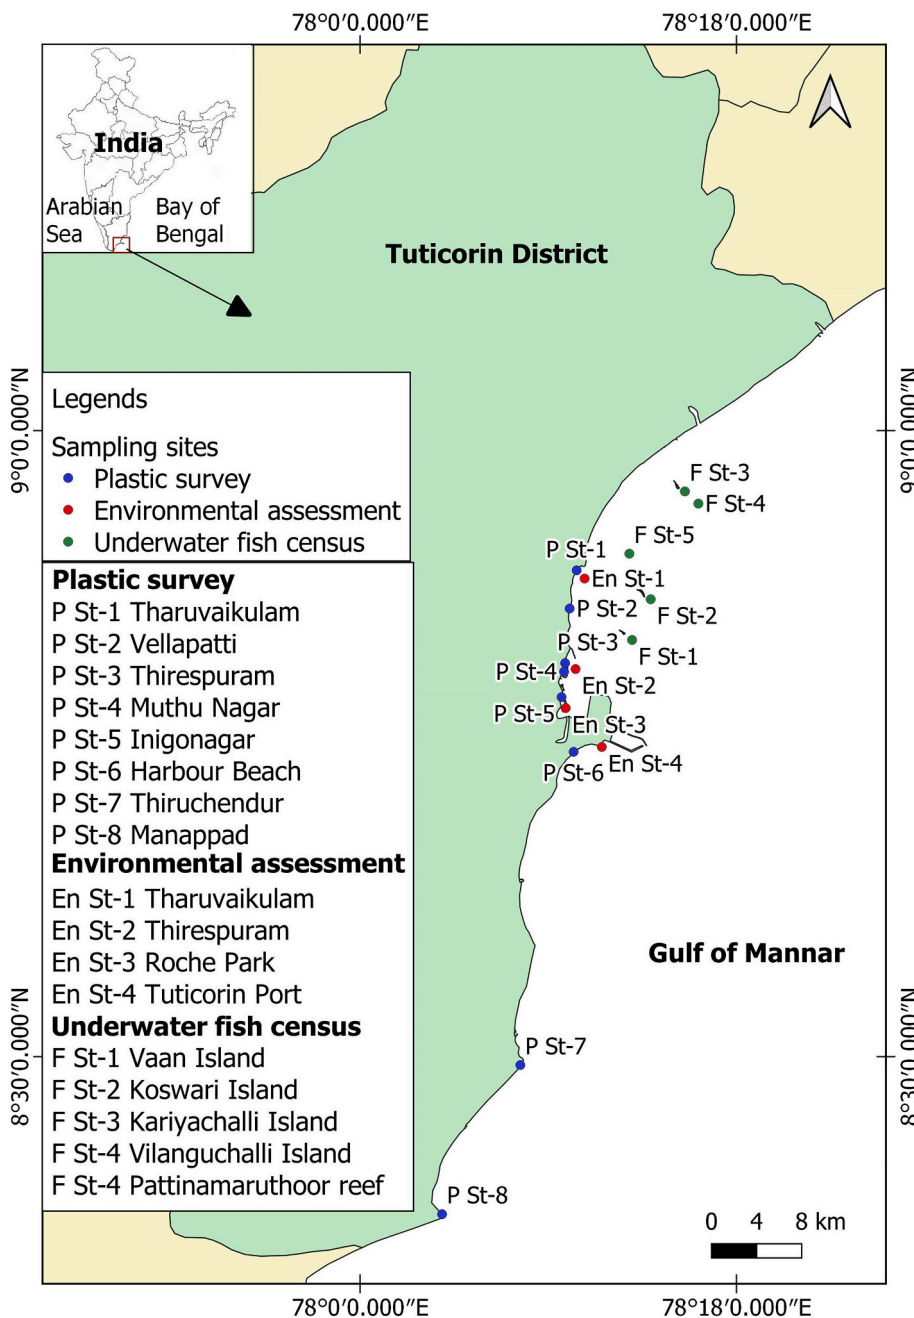 78°0′0.000″E
78°18′0.000″E
India
Arabian
Sea
Bay of
Bengal
Tuticorin District
9°0′0.000″N
9°0′0.000″N
Legends
Sampling sites
Plastic survey
Environmental assessment
Underwater fish census
F St-3
F St-4
F St-5
P St-1
En St-1
P St-2
F St-2
P St-3
F St-1
P St-4
En St-2
P St-5
En St-3
P St-6
En St-4
Plastic survey
P St-1 Tharuvaikulam
P St-2 Vellapatti
P St-3 Thirespuram
P St-4 Muthu Nagar
P St-5 Inigonagar
P St-6 Harbour Beach
P St-7 Thiruchendur
P St-8 Manappad
Environmental assessment
En St-1 Tharuvaikulam
En St-2 Thirespuram
En St-3 Roche Park
En St-4 Tuticorin Port
Underwater fish census
F St-1 Vaan Island
F St-2 Koswari Island
F St-3 Kariyachalli Island
F St-4 Vilanguchalli Island
F St-4 Pattinamaruthoor reef
Gulf of Mannar
8°30′0.000″N
8°30′0.000″N
P St-7
P St-8
0 4 8 km
78°0′0.000″E
78°18′0.000″E